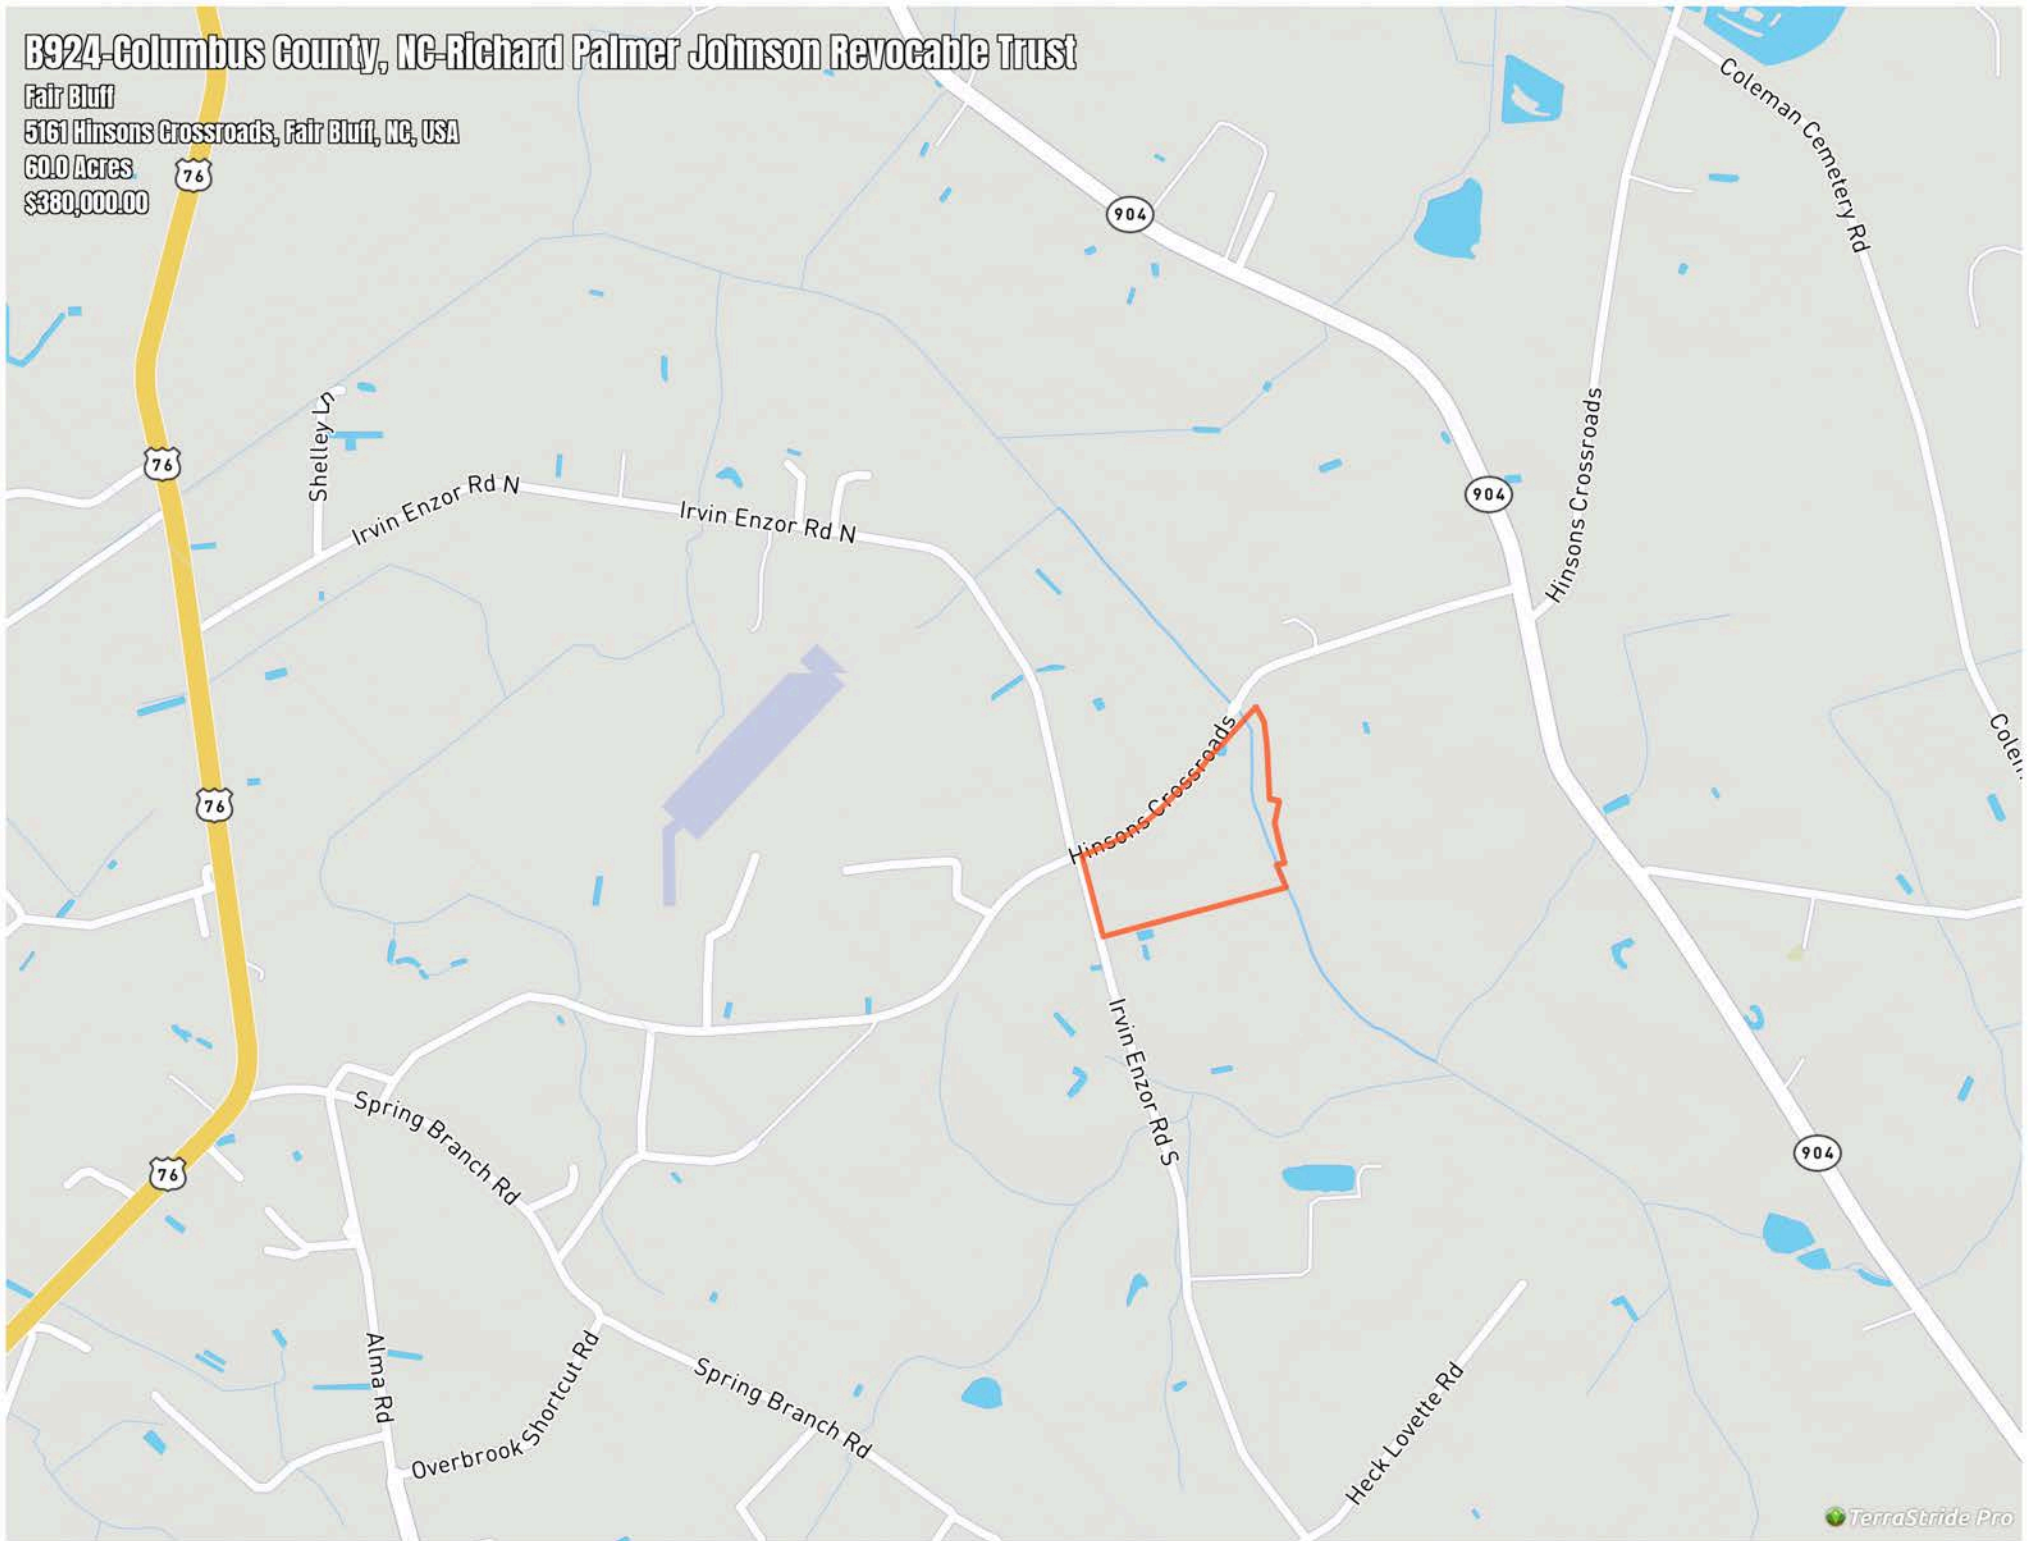 B924-Columbus County, NC-Richard Palmer Johnson Revocable Trust
Fair Bluff
5161 Hinsons Crossroads, Fair Bluff, NC, USA
60.0 Acres
$380,000.00
76
904
Coleman Cemetery Rd
76
Shelley Ln
Irvin Enzor Rd N
Irvin Enzor Rd N
904
Hinsons Crossroads
Hinsons Crossroads
76
Irvin Enzor Rd S
Spring Branch Rd
76
904
Alma Rd
Overbrook Shortcut Rd
Spring Branch Rd
Heck Lovette Rd
TerraStride Pro